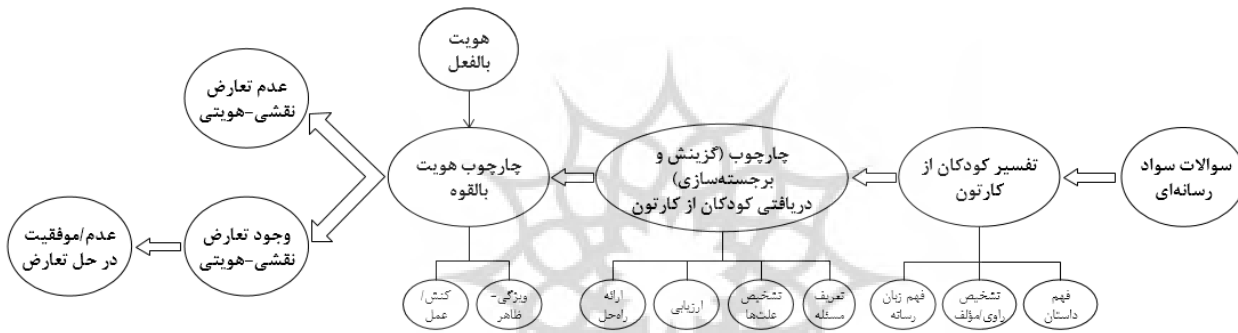 سوالات سواد
رسانه‌ای
تفسیر کودکان از
کارتون
فهم
داستان
تشخیص
راوی/مؤلف
فهم زبان
رسانه
چارچوب (گزینش و
برجسته‌سازی)
دریافتی کودکان از کارتون
تعریف
مسئله
تشخیص
علت‌ها
ارزیابی
ارائه
راه‌حل
هویت
بالفعل
چارچوب هویت
بالقوه
ویژگی-
ظاهر
کنش/
عمل
عدم تعارض
نقشی-هویتی
وجود تعارض
نقشی-هویتی
عدم/موفقیت
در حل تعارض